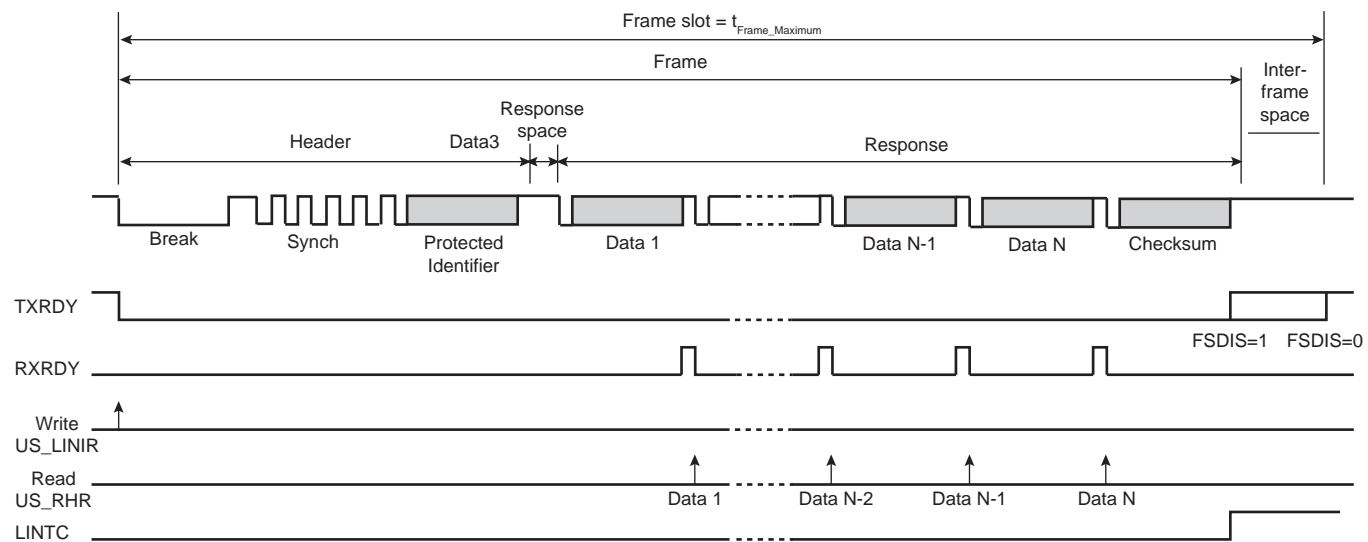 Frame slot = tFrame_Maximum
Frame
Inter-
frame
space
Response
space
Header
Data3
Response
Break
Synch
Protected
Identifier
Data 1
Data N-1
Data N
Checksum
TXRDY
FSDIS=1
FSDIS=0
RXRDY
Write
US_LINIR
Read
US_RHR
Data 1
Data N-2
Data N-1
Data N
LINTC